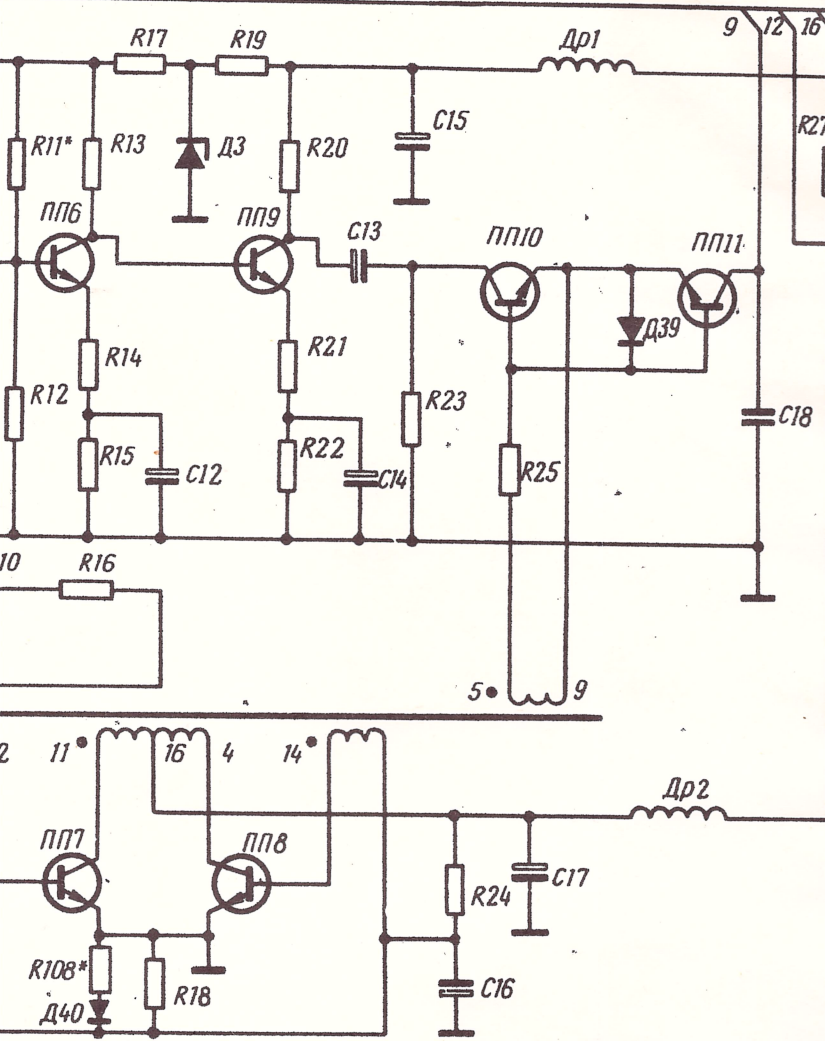 9 12 16
R17 R19 Др1
R11* R13 Д3 R20 C15 R27
ПП6 ПП9 C13 ПП10 ПП11
Д39
R14 R21
R12 R23 C18
R15 C12 R22 C14 R25
10 R16
5 9
2 11 16 4 14
Др2
ПП7 ПП8
R24 C17
R108* R18 C16
Д40